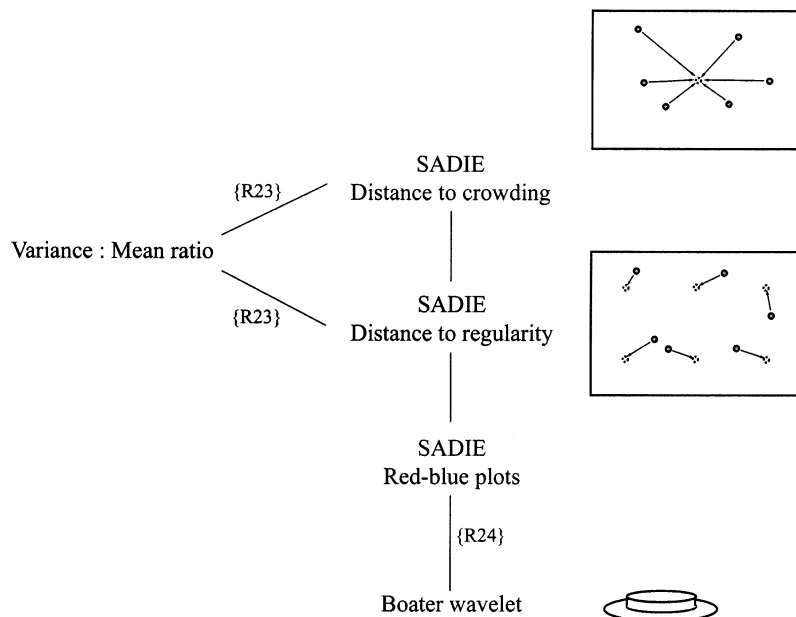 SADIE
Distance to crowding
{R23}
Variance : Mean ratio
{R23}
SADIE
Distance to regularity
SADIE
Red-blue plots
{R24}
Boater wavelet